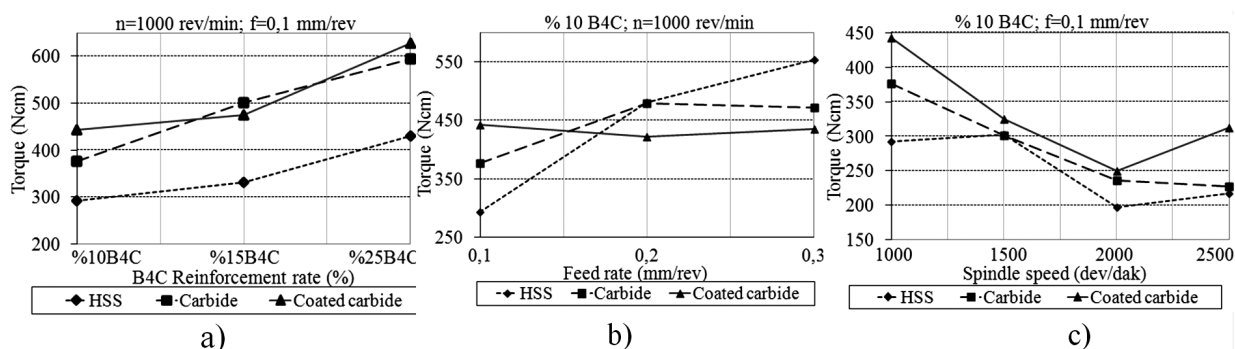 n=1000 rev/min; f=0,1 mm/rev
Torque (Ncm)
600
500
400
300
200
%10B4C
%15B4C
%25B4C
B4C Reinforcement rate (%)
HSS
Carbide
Coated carbide
a)
% 10 B4C; n=1000 rev/min
Torque (Ncm)
550
450
350
250
0,1
0,2
0,3
Feed rate (mm/rev)
HSS
Carbide
Coated carbide
b)
% 10 B4C; f=0,1 mm/rev
Torque (Ncm)
450
400
350
300
250
200
150
1000
1500
2000
2500
Spindle speed (dev/dak)
HSS
Carbide
Coated carbide
c)